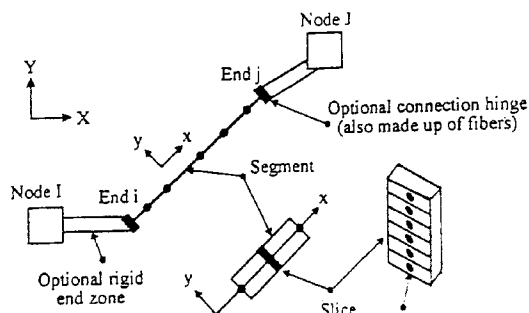 Node J
Y
End j
X
Optional connection hinge
(also made up of fibers)
y
x
Segment
Node I
End i
x
Optional rigid
end zone
y
Slice